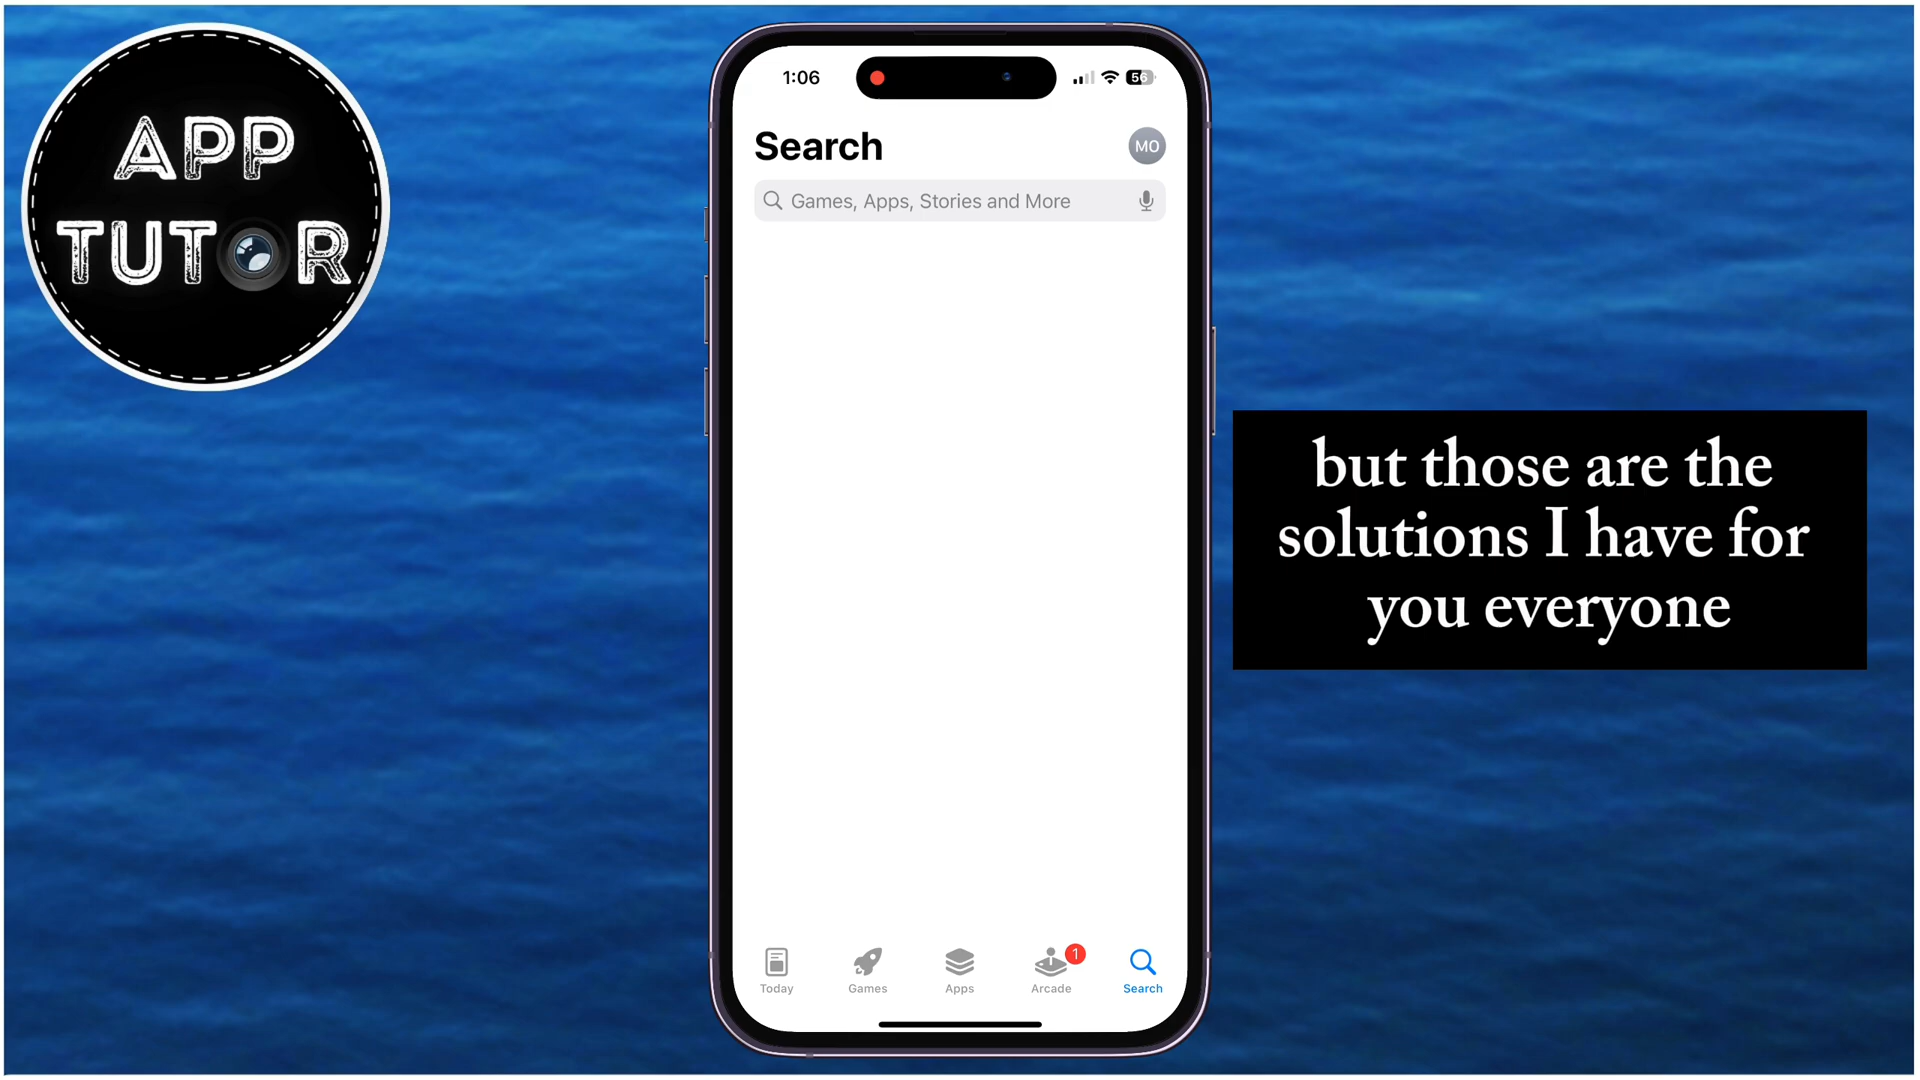 APP
TUTOR
1:06
56
Search
MO
Games, Apps, Stories and More
but those are the
solutions I have for
you everyone
1
Today
Games
Apps
Arcade
Search